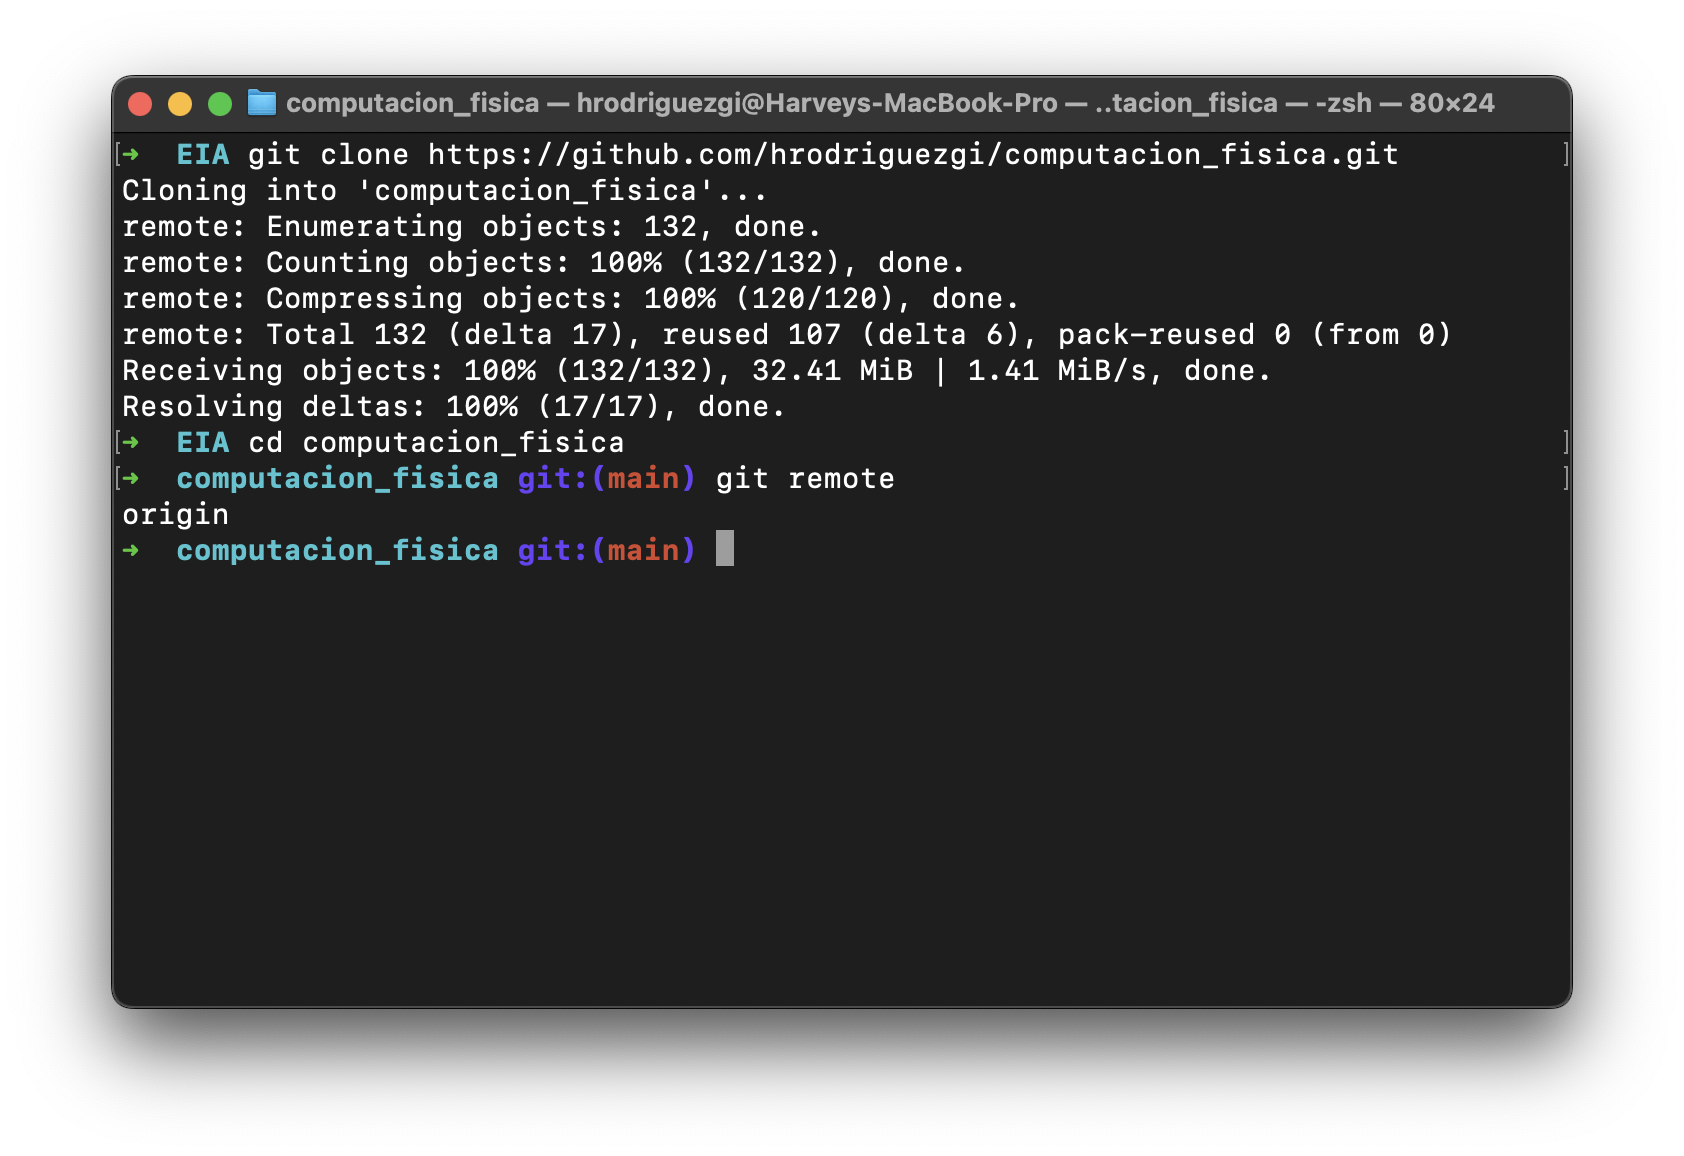 computacion_fisica — hrodriguezgi@Harveys-MacBook-Pro — ..tacion_fisica — -zsh — 80×24
[➜  EIA git clone https://github.com/hrodriguezgi/computacion_fisica.git ]
Cloning into 'computacion_fisica'...
remote: Enumerating objects: 132, done.
remote: Counting objects: 100% (132/132), done.
remote: Compressing objects: 100% (120/120), done.
remote: Total 132 (delta 17), reused 107 (delta 6), pack-reused 0 (from 0)
Receiving objects: 100% (132/132), 32.41 MiB | 1.41 MiB/s, done.
Resolving deltas: 100% (17/17), done.
[➜  EIA cd computacion_fisica ]
[➜  computacion_fisica git:(main) git remote ]
origin
➜  computacion_fisica git:(main)